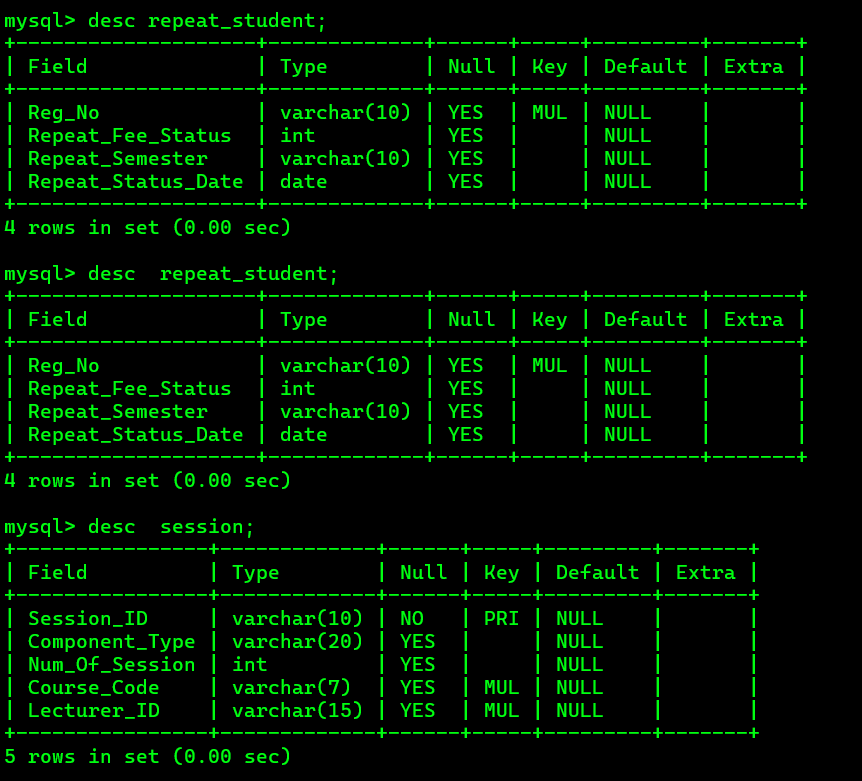 mysql> desc repeat_student;
+--------------------+-------------+------+-----+---------+-------+
| Field              | Type        | Null | Key | Default | Extra |
+--------------------+-------------+------+-----+---------+-------+
| Reg_No             | varchar(10) | YES  | MUL | NULL    |       |
| Repeat_Fee_Status  | int         | YES  |     | NULL    |       |
| Repeat_Semester    | varchar(10) | YES  |     | NULL    |       |
| Repeat_Status_Date | date        | YES  |     | NULL    |       |
+--------------------+-------------+------+-----+---------+-------+
4 rows in set (0.00 sec)

mysql> desc  repeat_student;
+--------------------+-------------+------+-----+---------+-------+
| Field              | Type        | Null | Key | Default | Extra |
+--------------------+-------------+------+-----+---------+-------+
| Reg_No             | varchar(10) | YES  | MUL | NULL    |       |
| Repeat_Fee_Status  | int         | YES  |     | NULL    |       |
| Repeat_Semester    | varchar(10) | YES  |     | NULL    |       |
| Repeat_Status_Date | date        | YES  |     | NULL    |       |
+--------------------+-------------+------+-----+---------+-------+
4 rows in set (0.00 sec)

mysql> desc  session;
+----------------+-------------+------+-----+---------+-------+
| Field          | Type        | Null | Key | Default | Extra |
+----------------+-------------+------+-----+---------+-------+
| Session_ID     | varchar(10) | NO   | PRI | NULL    |       |
| Component_Type | varchar(20) | YES  |     | NULL    |       |
| Num_Of_Session | int         | YES  |     | NULL    |       |
| Course_Code    | varchar(7)  | YES  | MUL | NULL    |       |
| Lecturer_ID    | varchar(15) | YES  | MUL | NULL    |       |
+----------------+-------------+------+-----+---------+-------+
5 rows in set (0.00 sec)